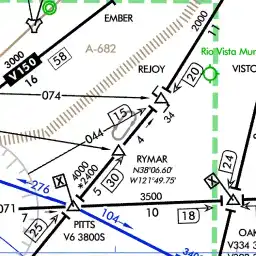 EMBER
3000
V150
16
58
A-682
2000
11
Rio Vista Mun
REJOY
20
VISTO
074
15
34
044
4
RYMAR
N38°06.60'
W121°49.75'
4000
*2400
5
30
X
276
24
X
3500
071
7
10
18
25
PITTS
V6 3800S
104
OAK
V334 3